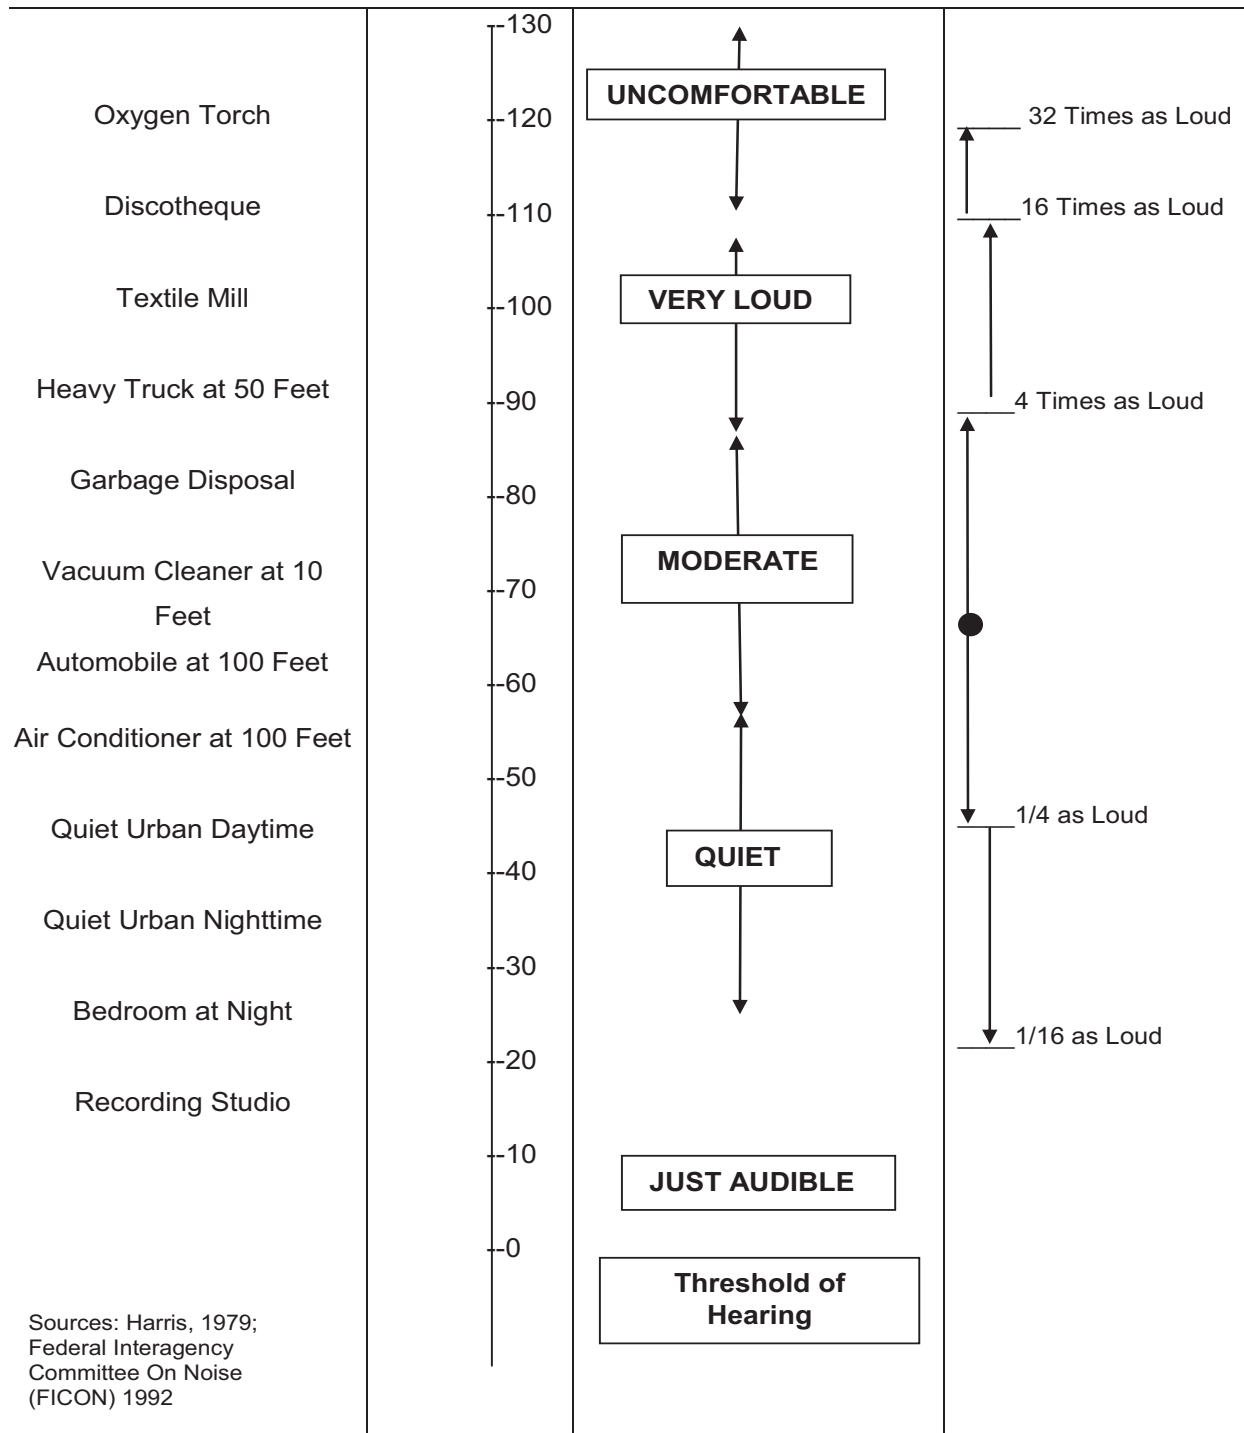 --130
UNCOMFORTABLE
Oxygen Torch
--120
32 Times as Loud
Discotheque
--110
16 Times as Loud
Textile Mill
--100
VERY LOUD
Heavy Truck at 50 Feet
--90
4 Times as Loud
Garbage Disposal
--80
Vacuum Cleaner at 10
Feet
--70
MODERATE
Automobile at 100 Feet
--60
Air Conditioner at 100 Feet
--50
Quiet Urban Daytime
1/4 as Loud
--40
QUIET
Quiet Urban Nighttime
--30
Bedroom at Night
--20
1/16 as Loud
Recording Studio
--10
JUST AUDIBLE
--0
Threshold of
Hearing
Sources: Harris, 1979;
Federal Interagency
Committee On Noise
(FICON) 1992